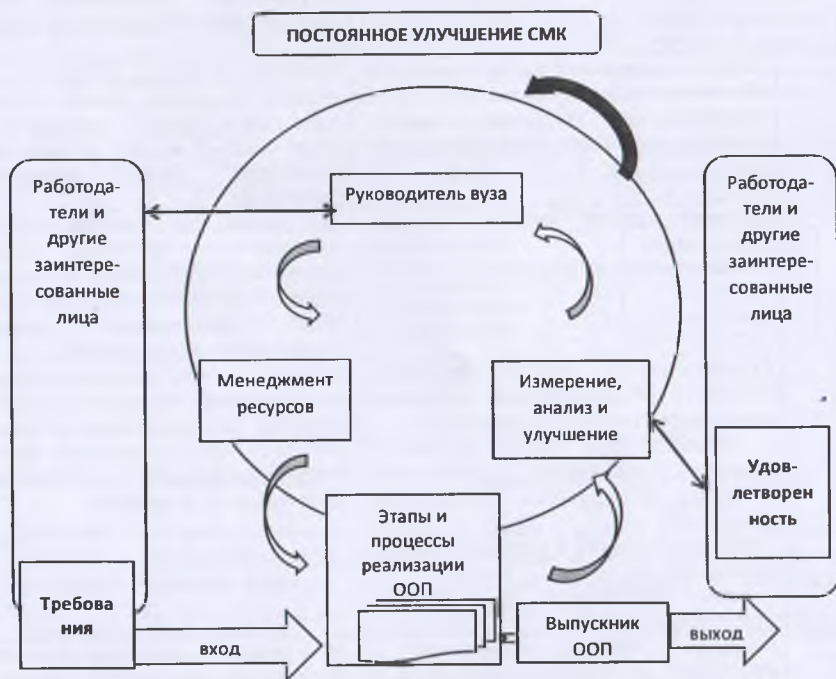 ПОСТОЯННОЕ УЛУЧШЕНИЕ СМК
Работода-
тели и
другие
заинтере-
сованные
лица
Руководитель вуза
Работода-
тели и
другие
заинтере-
сованные
лица
Менеджмент
ресурсов
Измерение,
анализ и
улучшение
Удов-
летворен
ность
Этапы и
процессы
реализации
ООП
Требова
ния
вход
Выпускник
ООП
выход